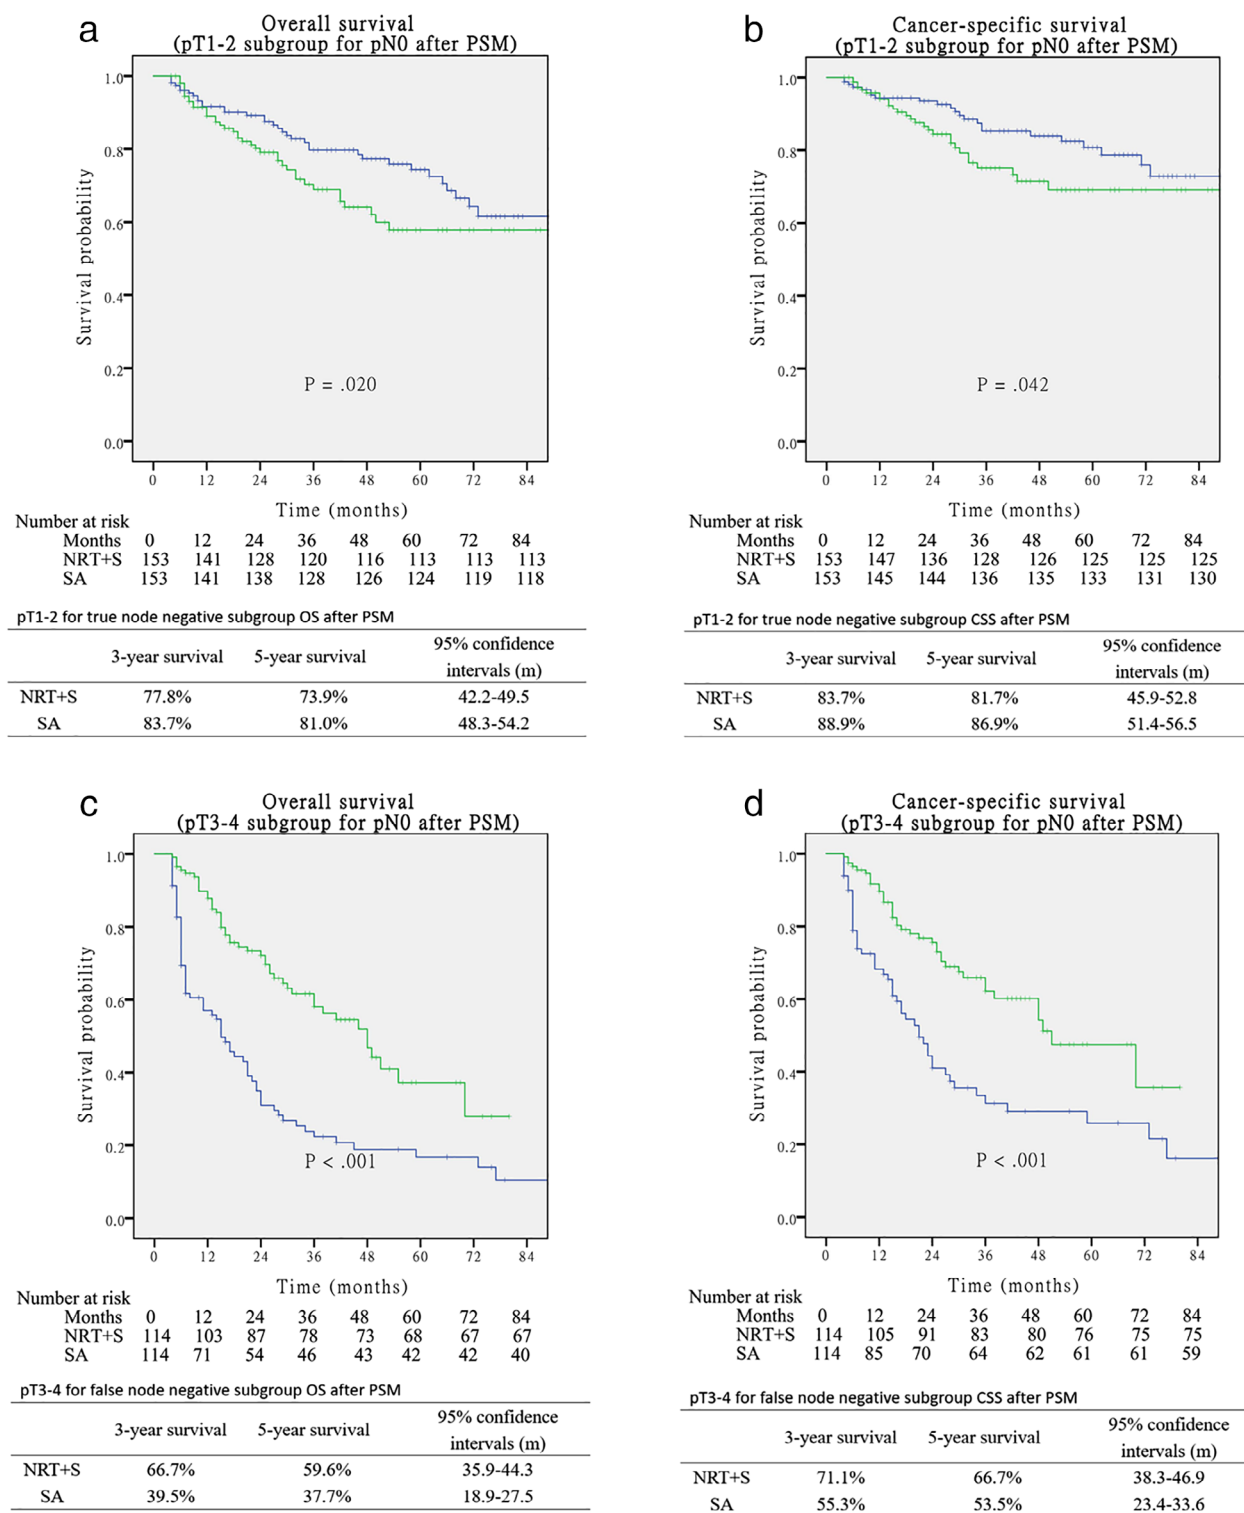 a
Overall survival
(pT1-2 subgroup for pN0 after PSM)
Survival probability
1.0
0.8
0.6
0.4
0.2
0.0
P = .020
0 12 24 36 48 60 72 84
Time (months)
Number at risk
Months 0 12 24 36 48 60 72 84
NRT+S 153 141 128 120 116 113 113 113
SA 153 141 138 128 126 124 119 118
pT1-2 for true node negative subgroup OS after PSM
3-year survival 5-year survival 95% confidence
intervals (m)
NRT+S 77.8% 73.9% 42.2-49.5
SA 83.7% 81.0% 48.3-54.2
b
Cancer-specific survival
(pT1-2 subgroup for pN0 after PSM)
Survival probability
1.0
0.8
0.6
0.4
0.2
0.0
P = .042
0 12 24 36 48 60 72 84
Time (months)
Number at risk
Months 0 12 24 36 48 60 72 84
NRT+S 153 147 136 128 126 125 125 125
SA 153 145 144 136 135 133 131 130
pT1-2 for true node negative subgroup CSS after PSM
3-year survival 5-year survival 95% confidence
intervals (m)
NRT+S 83.7% 81.7% 45.9-52.8
SA 88.9% 86.9% 51.4-56.5
c
Overall survival
(pT3-4 subgroup for pN0 after PSM)
Survival probability
1.0
0.8
0.6
0.4
0.2
0.0
P < .001
0 12 24 36 48 60 72 84
Time (months)
Number at risk
Months 0 12 24 36 48 60 72 84
NRT+S 114 103 87 78 73 68 67 67
SA 114 71 54 46 43 42 42 40
pT3-4 for false node negative subgroup OS after PSM
3-year survival 5-year survival 95% confidence
intervals (m)
NRT+S 66.7% 59.6% 35.9-44.3
SA 39.5% 37.7% 18.9-27.5
d
Cancer-specific survival
(pT3-4 subgroup for pN0 after PSM)
Survival probability
1.0
0.8
0.6
0.4
0.2
0.0
P < .001
0 12 24 36 48 60 72 84
Time (months)
Number at risk
Months 0 12 24 36 48 60 72 84
NRT+S 114 105 91 83 80 76 75 75
SA 114 85 70 64 62 61 61 59
pT3-4 for false node negative subgroup CSS after PSM
3-year survival 5-year survival 95% confidence
intervals (m)
NRT+S 71.1% 66.7% 38.3-46.9
SA 55.3% 53.5% 23.4-33.6